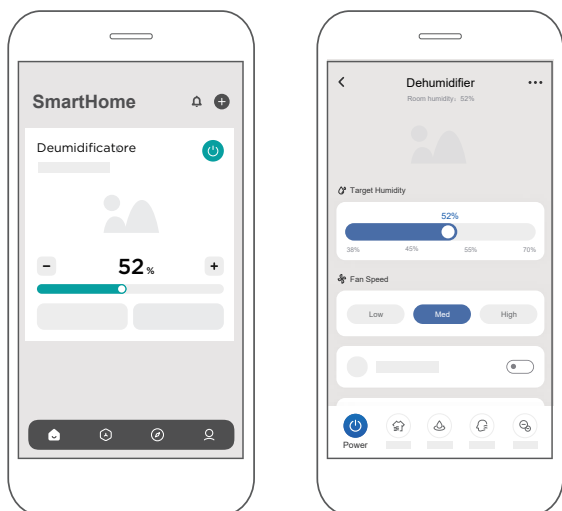 SmartHome
Deumidificatore
− 52 % +
Dehumidifier
Room humidity: 52%
Target Humidity
52%
38% 45% 55% 70%
Fan Speed
Low Med High
Power